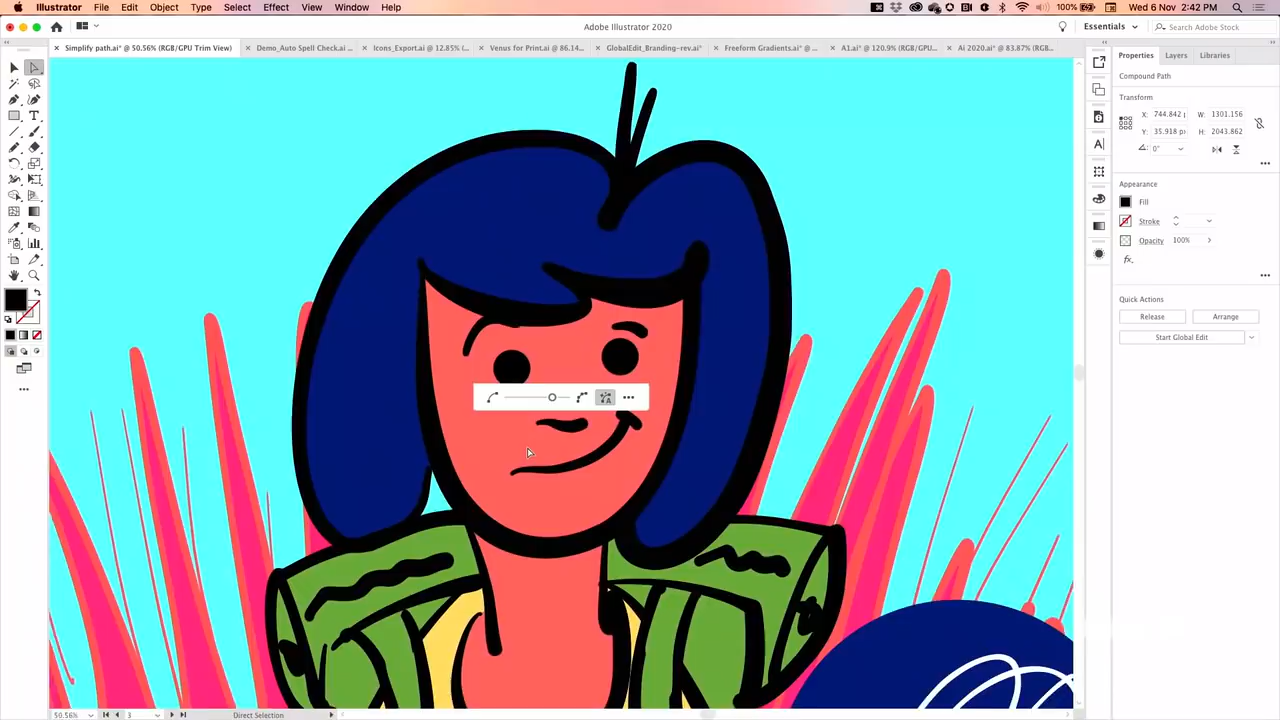 Illustrator File Edit Object Type Select Effect View Window Help 100% Wed 6 Nov 2:42 PM
Adobe Illustrator 2020 Essentials Search Adobe Stock
× Simplify path.ai* @ 50.56% (RGB/GPU Trim View) × Demo_Auto Spell Check.ai ... × Icons_Export.ai @ 12.85% (... × Venus for Print.ai @ 86.14... × GlobalEdit_Branding-rev.ai* × Freeform Gradients.ai* @ ... × A1.ai* @ 120.9% (RGB/GPU... × Ai 2020.ai* @ 83.87% (RGB...
Properties Layers Libraries
Compound Path
Transform
X: 744.842 p W: 1301.156
Y: 35.918 p H: 2043.862
0°
Appearance
Fill
Stroke
Opacity 100%
fx.
Quick Actions
Release Arrange
Start Global Edit
50.56% 3 Direct Selection